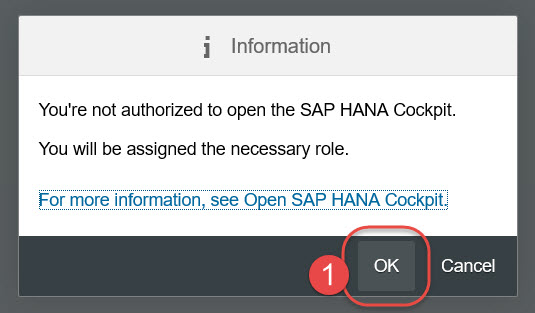 Information
You're not authorized to open the SAP HANA Cockpit.
You will be assigned the necessary role.
For more information, see Open SAP HANA Cockpit.
1 OK Cancel